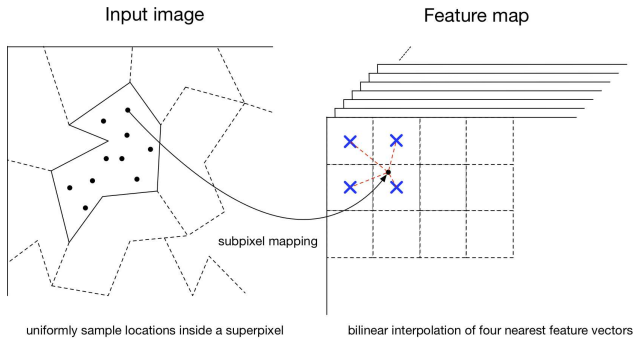 Input image
Feature map
subpixel mapping
uniformly sample locations inside a superpixel
bilinear interpolation of four nearest feature vectors